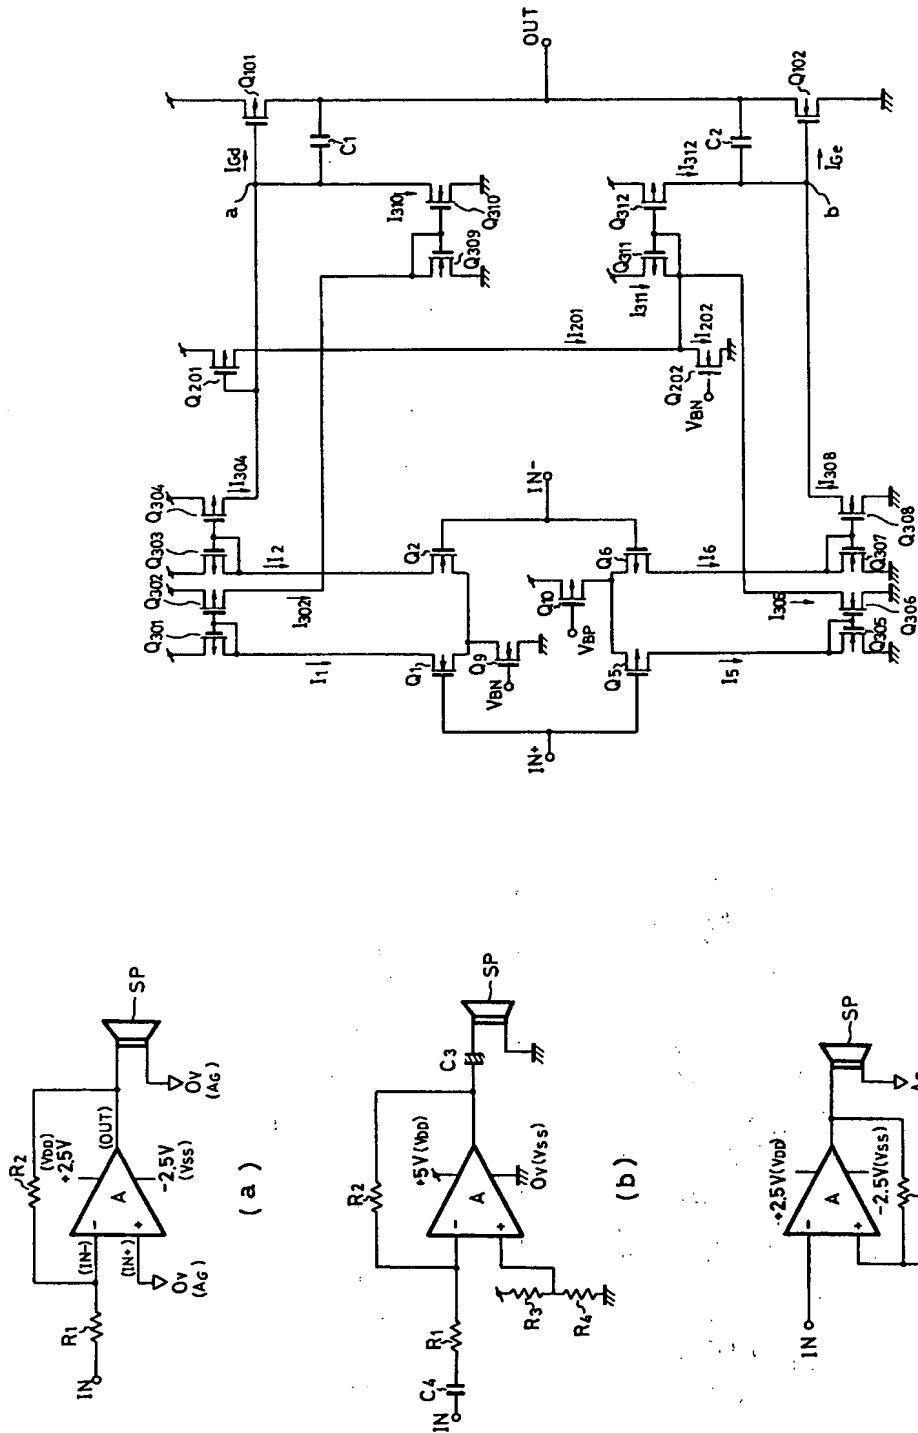 Q301
Q302
Q303
Q304
I304
I2
I302
I1
Q1
Q2
Q9
VBN
IN+
IN-
VBP
Q10
Q5
Q6
I5
I6
I306
Q305
Q306
Q307
Q308
I308
Q201
I201
I202
Q202
VBN
a
IGd
Q101
C1
I310
Q309
Q310
OUT
I311
Q311
Q312
I312
C2
b
IGe
Q102
IN
R1
R2
(VDD)
+2.5V
(IN-)
(IN+)
-
+
A
(OUT)
-2.5V
(VSS)
0V
(AG)
SP
0V
(AG)
(a)
IN
C4
R1
R2
+5V(VDD)
-
+
A
0V(VSS)
R3
R4
C3
SP
(b)
IN
+2.5V(VDD)
-
+
A
-2.5V(VSS)
SP